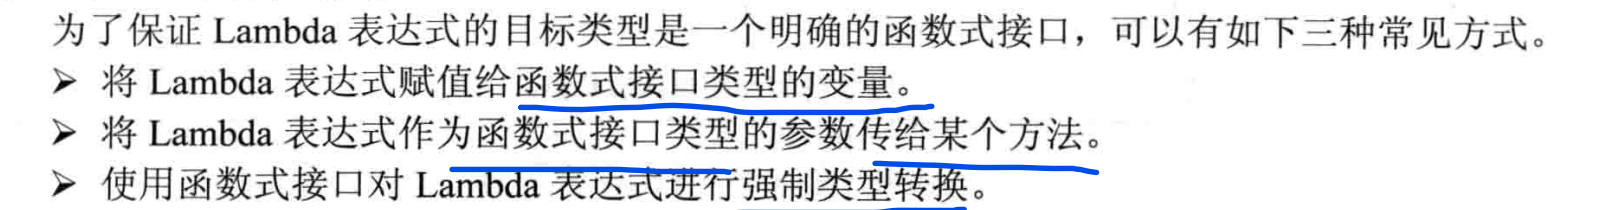 为了保证 Lambda 表达式的目标类型是一个明确的函数式接口，可以有如下三种常见方式。
➢ 将 Lambda 表达式赋值给函数式接口类型的变量。
➢ 将 Lambda 表达式作为函数式接口类型的参数传给某个方法。
➢ 使用函数式接口对 Lambda 表达式进行强制类型转换。